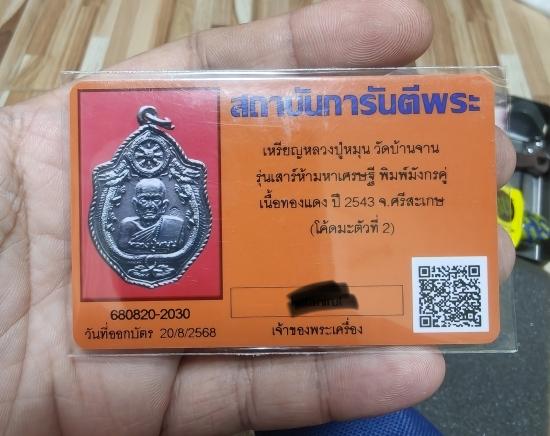 สถาบันการันตีพระ
เหรียญหลวงปู่หมุน วัดบ้านจาน
รุ่นเสาร์ห้ามหาเศรษฐี พิมพ์มังกรคู่
เนื้อทองแดง ปี 2543 จ.ศรีสะเกษ
(โค้ดมะตัวที่ 2)
680820-2030
วันที่ออกบัตร 20/8/2568
เจ้าของพระเครื่อง